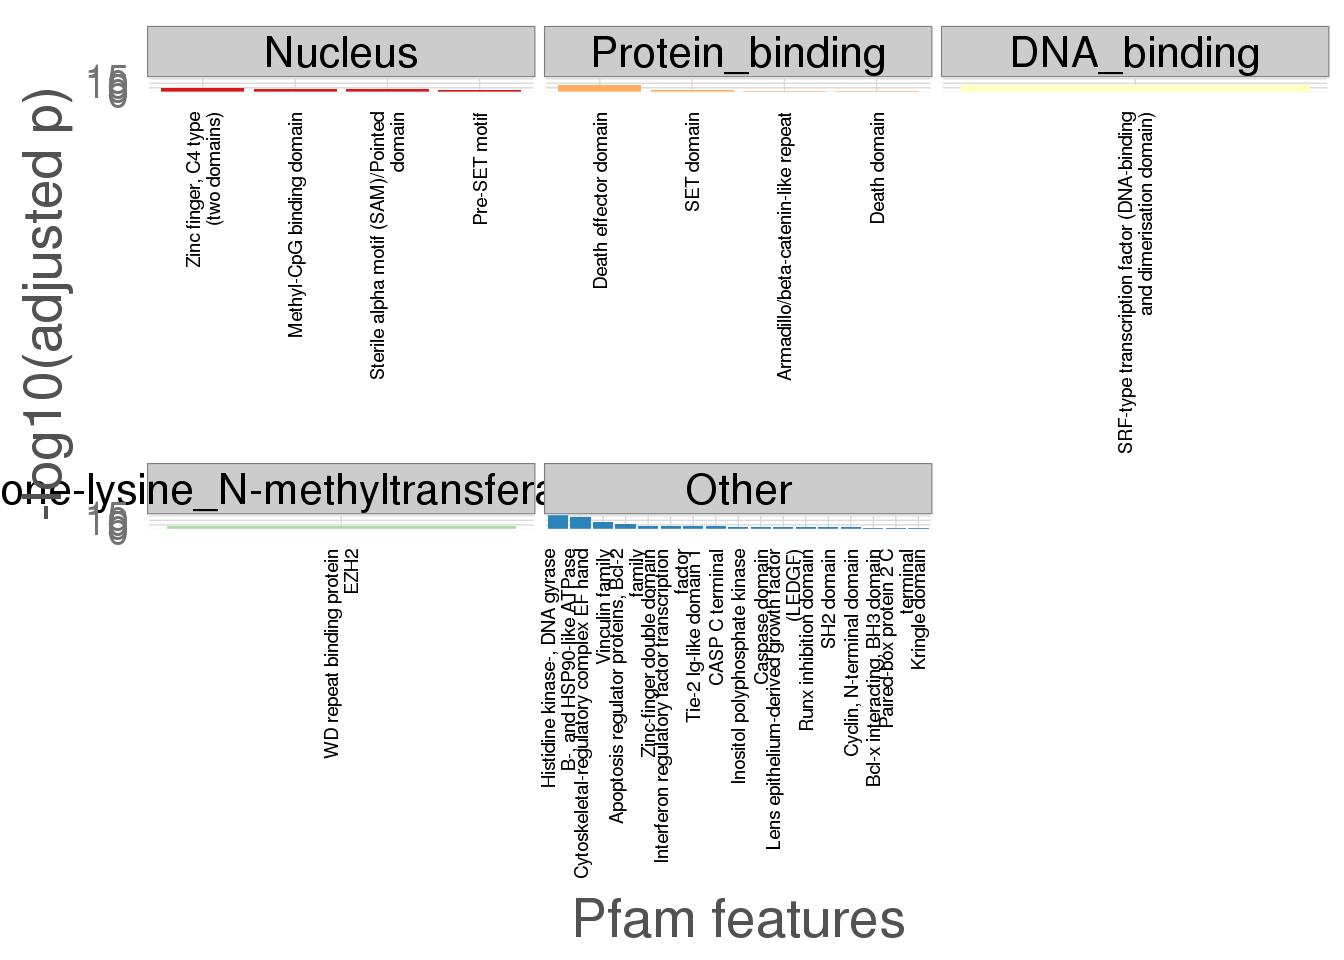 Nucleus
Protein_binding
DNA_binding
-log10(adjusted p)
15
Zinc finger, C4 type
(two domains)
Methyl-CpG binding domain
Sterile alpha motif (SAM)/Pointed
domain
Pre-SET motif
Death effector domain
SET domain
Armadillo/beta-catenin-like repeat
Death domain
SRF-type transcription factor (DNA-binding
and dimerisation domain)
one-lysine_N-methyltransfera
Other
15
WD repeat binding protein
EZH2
Histidine kinase-, DNA gyrase
B-, and HSP90-like ATPase
Cytoskeletal-regulatory complex EF hand
Vinculin family
Apoptosis regulator proteins, Bcl-2
family
Zinc-finger double domain
Interferon regulatory factor transcription
factor
Tie-2 Ig-like domain 1
CASP C terminal
Inositol polyphosphate kinase
Caspase domain
Lens epithelium-derived growth factor
(LEDGF)
Runx inhibition domain
SH2 domain
Cyclin, N-terminal domain
Bcl-x interacting, BH3 domain
Paired-box protein 2 C
terminal
Kringle domain
Pfam features